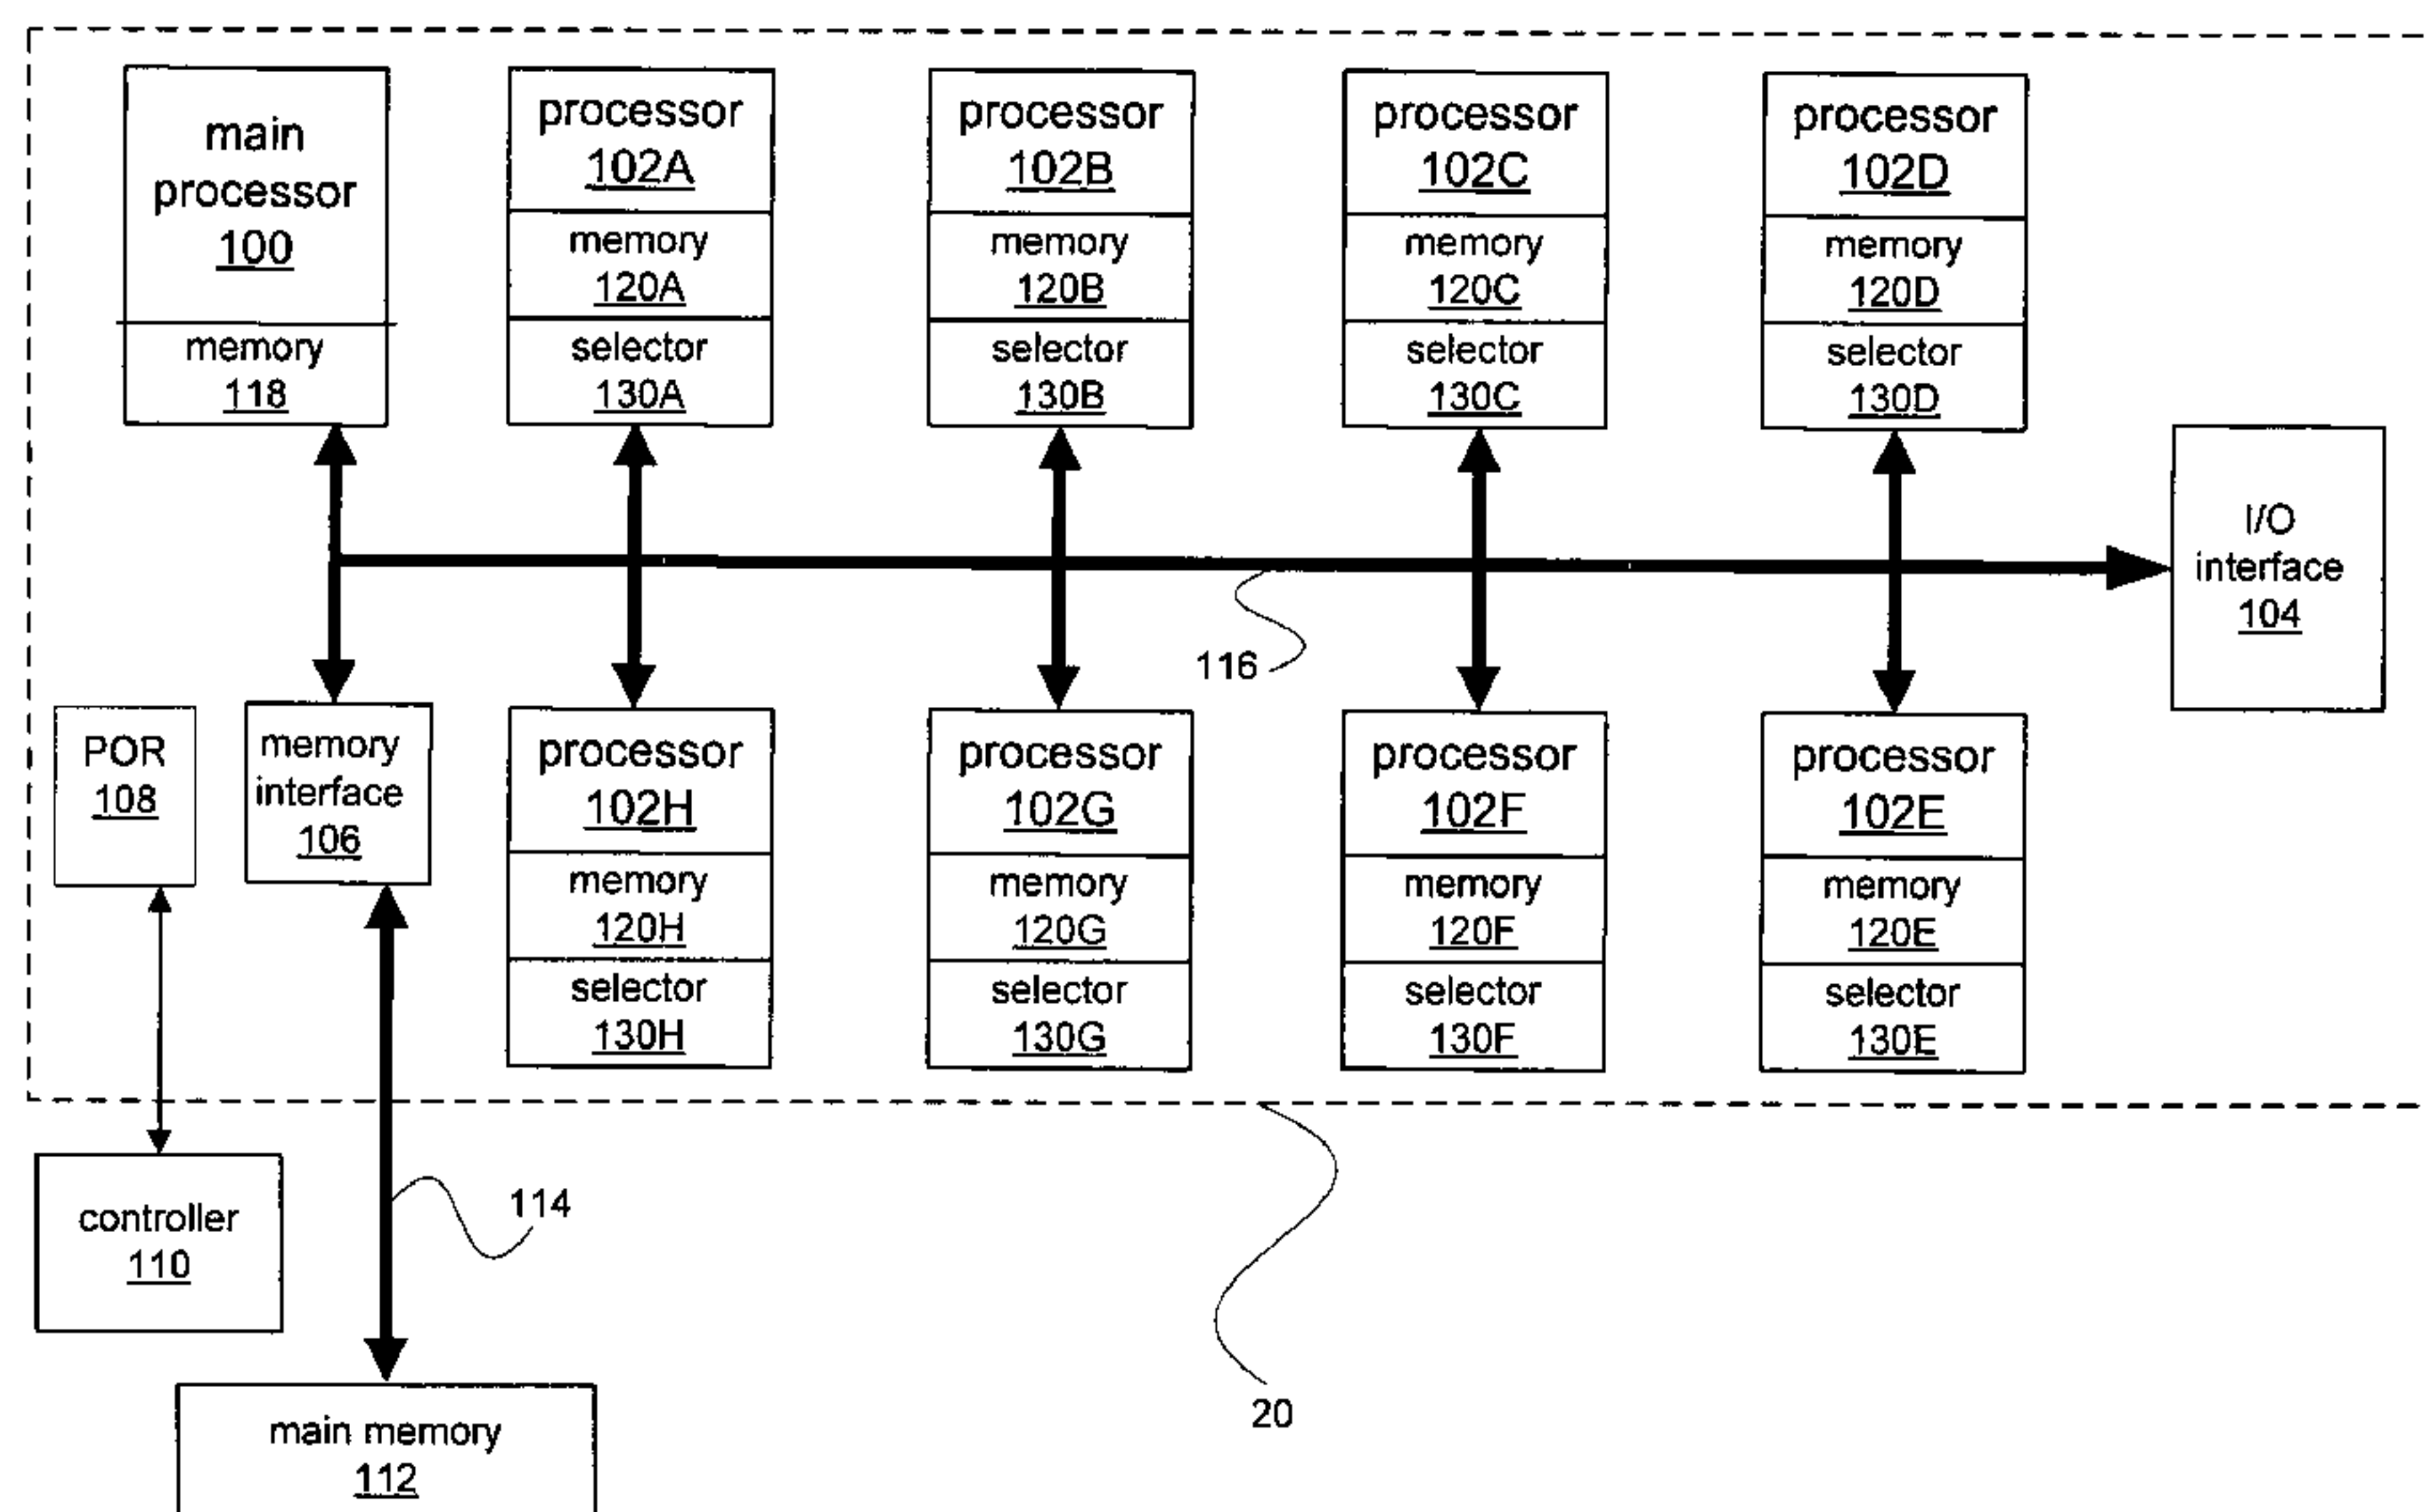 main
processor
100
memory
118
processor
102A
memory
120A
selector
130A
processor
102B
memory
120B
selector
130B
processor
102C
memory
120C
selector
130C
processor
102D
memory
120D
selector
130D
I/O
interface
104
116
POR
108
memory
interface
106
processor
102H
memory
120H
selector
130H
processor
102G
memory
120G
selector
130G
processor
102F
memory
120F
selector
130F
processor
102E
memory
120E
selector
130E
controller
110
114
20
main memory
112